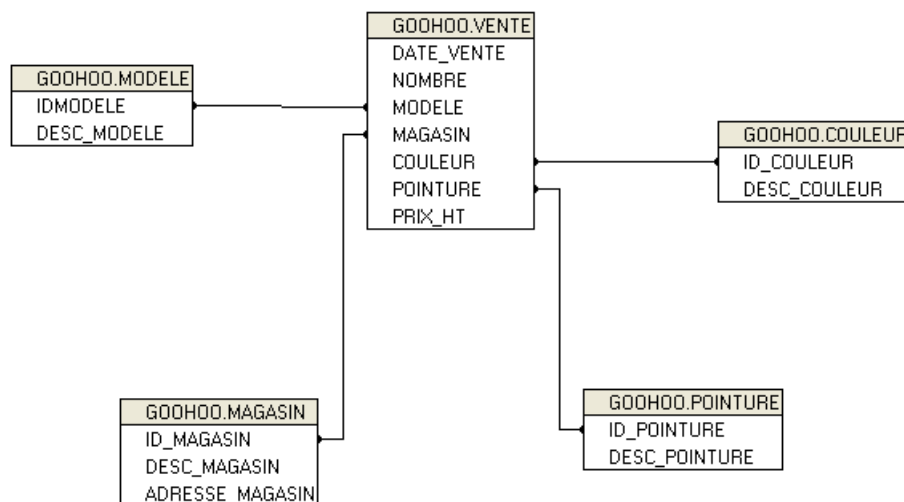 GOOHOO.VENTE
DATE_VENTE
NOMBRE
MODELE
MAGASIN
COULEUR
POINTURE
PRIX_HT
GOOHOO.MODELE
IDMODELE
DESC_MODELE
GOOHOO.COULEUR
ID_COULEUR
DESC_COULEUR
GOOHOO.MAGASIN
ID_MAGASIN
DESC_MAGASIN
ADRESSE_MAGASIN
GOOHOO.POINTURE
ID_POINTURE
DESC_POINTURE